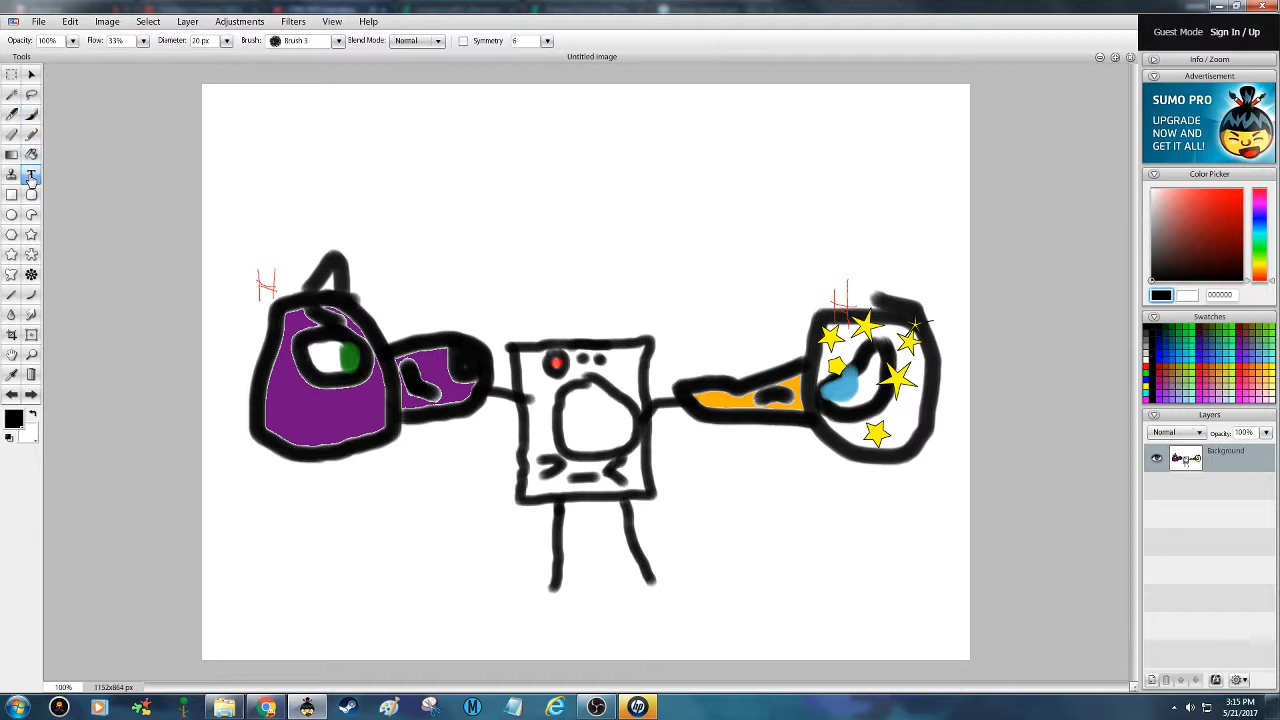 File Edit Image Select Layer Adjustments Filters View Help
Opacity: 100% Flow: 33% Diameter: 20 px Brush: Brush 3 Blend Mode: Normal Symmetry 6
Guest Mode Sign In / Up
Tools
Untitled Image
Info / Zoom
Advertisement
SUMO PRO
UPGRADE
NOW AND
GET IT ALL!
Color Picker
000000
Swatches
Layers
Normal Opacity: 100%
Background
T
H
H
100% 1152x864 px
M
hp
3:15 PM
5/21/2017